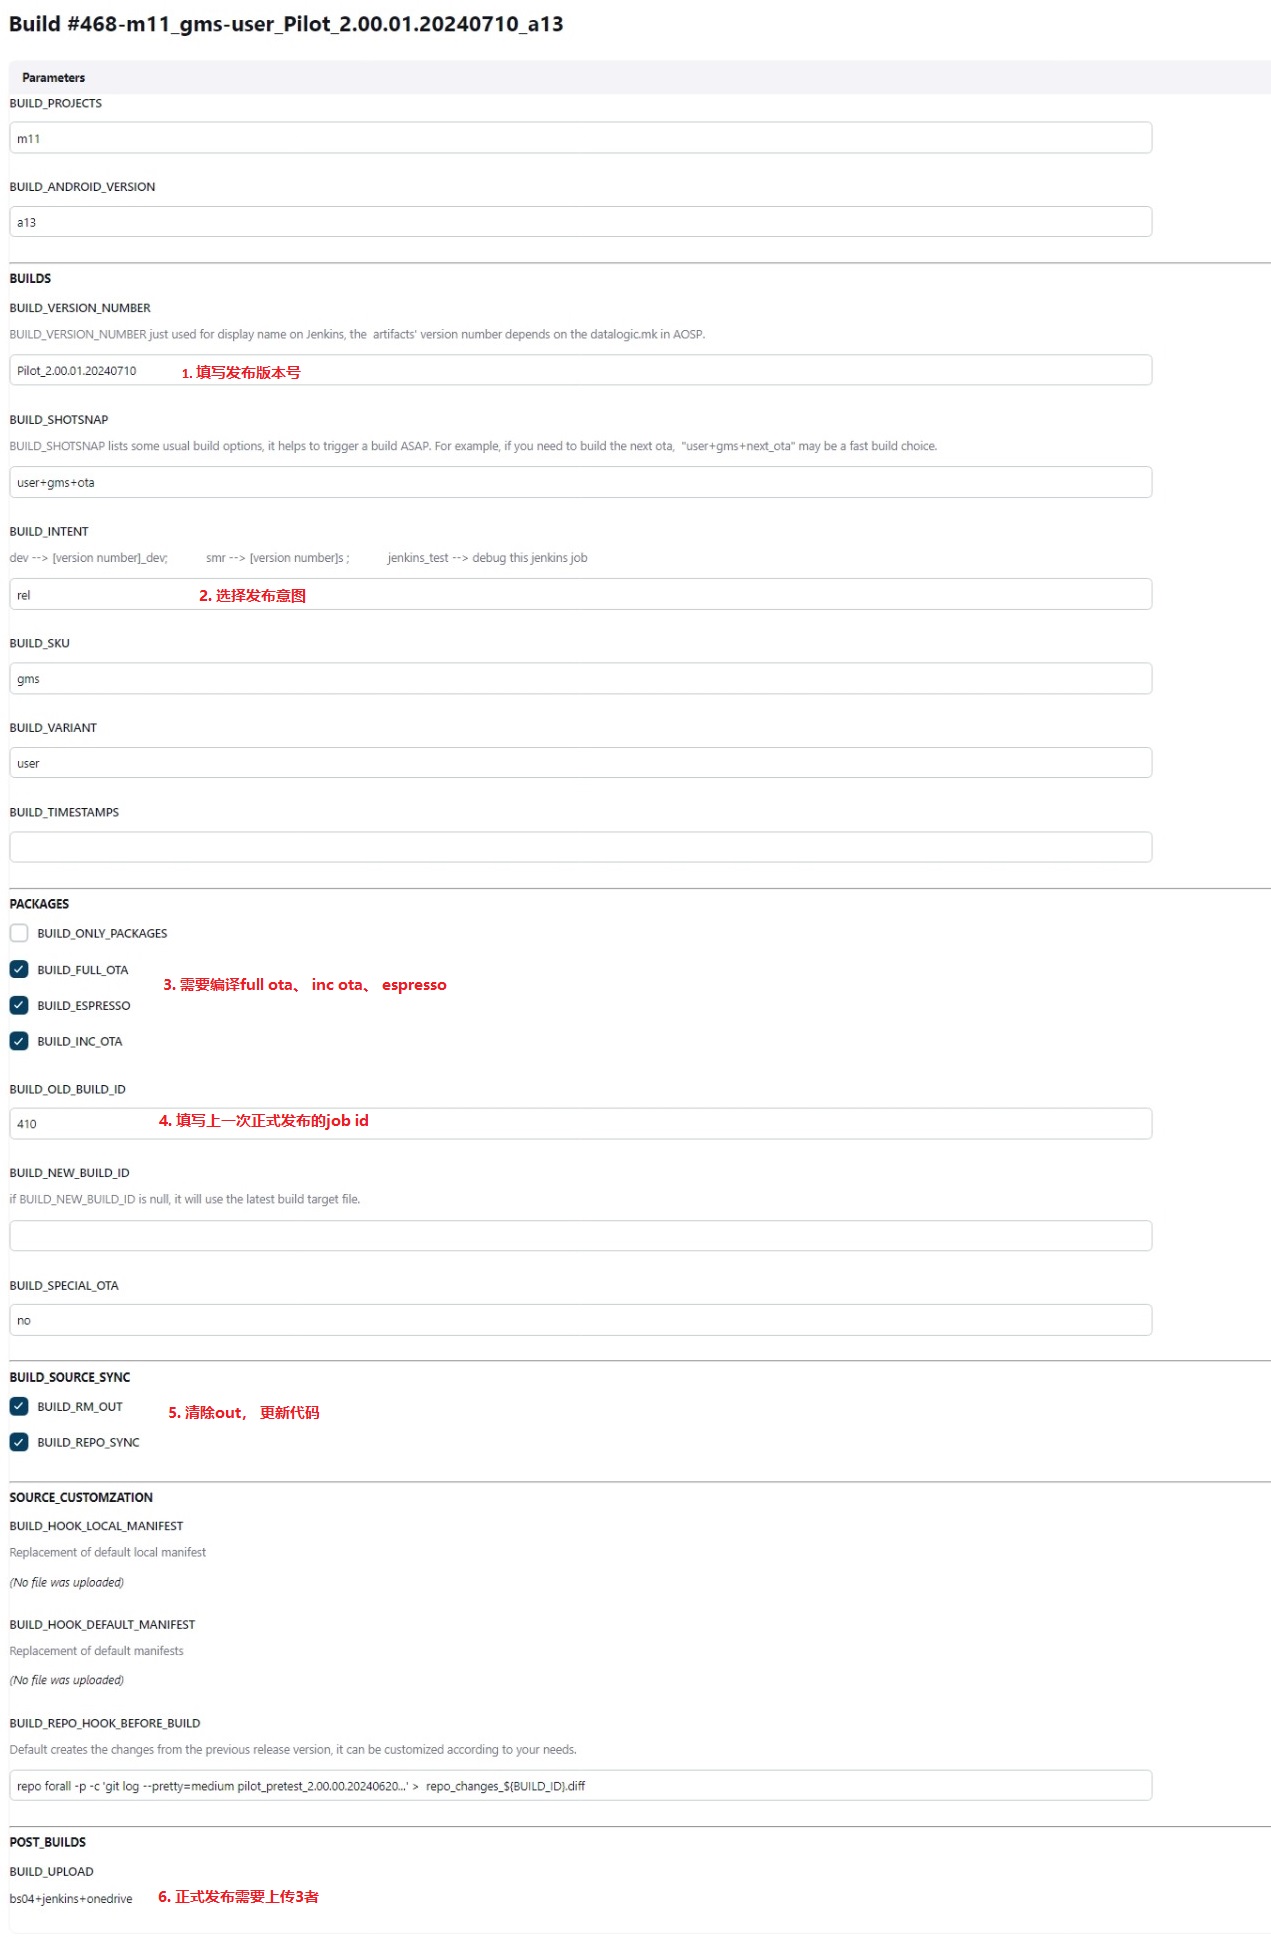 Build #468-m11_gms-user_Pilot_2.00.01.20240710_a13
Parameters
BUILD_PROJECTS
m11
BUILD_ANDROID_VERSION
a13
BUILDS
BUILD_VERSION_NUMBER
BUILD_VERSION_NUMBER just used for display name on Jenkins, the  artifacts' version number depends on the datalogic.mk in AOSP.
Pilot_2.00.01.20240710 1. 填写发布版本号
BUILD_SHOTSNAP
BUILD_SHOTSNAP lists some usual build options, it helps to trigger a build ASAP. For example, if you need to build the next ota,  "user+gms+next_ota" may be a fast build choice.
user+gms+ota
BUILD_INTENT
dev --> [version number]_dev; smr --> [version number]s ; jenkins_test --> debug this jenkins job
rel 2. 选择发布意图
BUILD_SKU
gms
BUILD_VARIANT
user
BUILD_TIMESTAMPS
PACKAGES
BUILD_ONLY_PACKAGES
BUILD_FULL_OTA
3. 需要编译full ota、 inc ota、 espresso
BUILD_ESPRESSO
BUILD_INC_OTA
BUILD_OLD_BUILD_ID
410 4. 填写上一次正式发布的job id
BUILD_NEW_BUILD_ID
if BUILD_NEW_BUILD_ID is null, it will use the latest build target file.
BUILD_SPECIAL_OTA
no
BUILD_SOURCE_SYNC
BUILD_RM_OUT
5. 清除out， 更新代码
BUILD_REPO_SYNC
SOURCE_CUSTOMZATION
BUILD_HOOK_LOCAL_MANIFEST
Replacement of default local manifest
(No file was uploaded)
BUILD_HOOK_DEFAULT_MANIFEST
Replacement of default manifests
(No file was uploaded)
BUILD_REPO_HOOK_BEFORE_BUILD
Default creates the changes from the previous release version, it can be customized according to your needs.
repo forall -p -c 'git log --pretty=medium pilot_pretest_2.00.00.20240620...' >  repo_changes_${BUILD_ID}.diff
POST_BUILDS
BUILD_UPLOAD
bs04+jenkins+onedrive 6. 正式发布需要上传3者